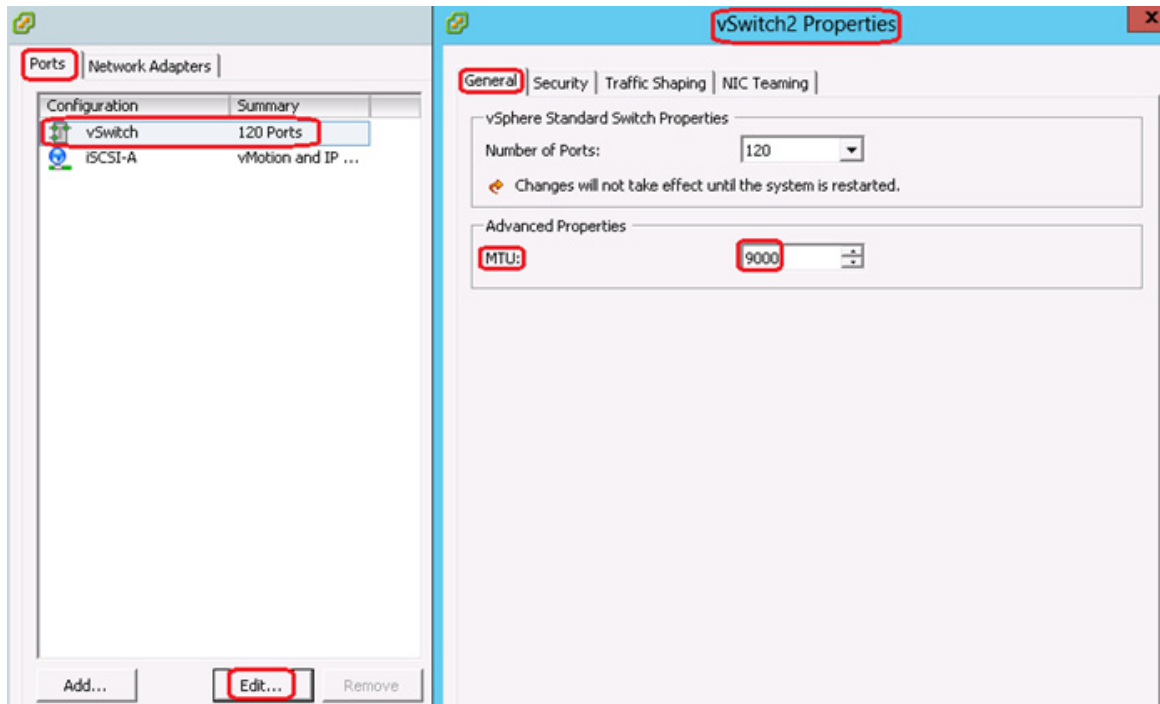 Ports
Network Adapters
Configuration
Summary
vSwitch
120 Ports
iSCSI-A
vMotion and IP ...
Add...
Edit...
Remove
vSwitch2 Properties
x
General
Security
Traffic Shaping
NIC Teaming
vSphere Standard Switch Properties
Number of Ports:
120
Changes will not take effect until the system is restarted.
Advanced Properties
MTU:
9000